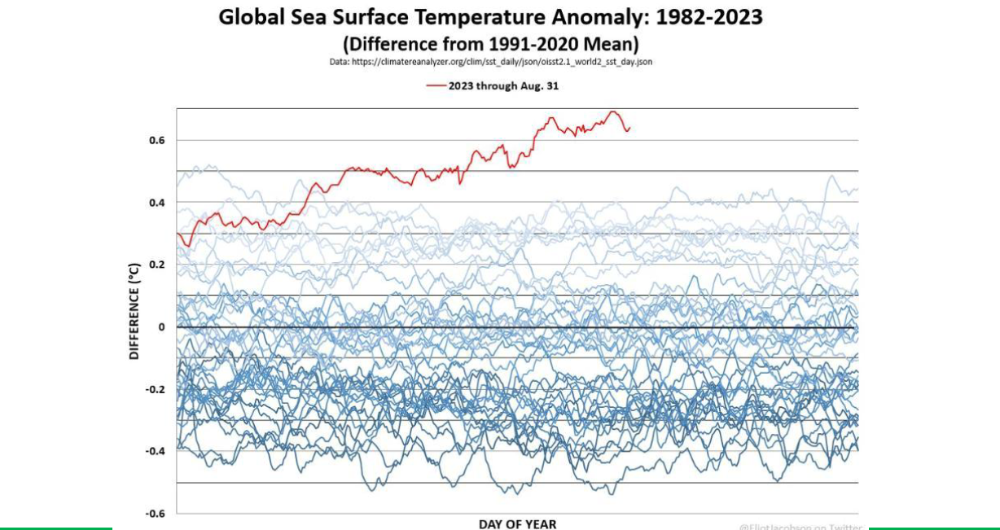 Global Sea Surface Temperature Anomaly: 1982-2023
(Difference from 1991-2020 Mean)
Data: https://climatereanalyzer.org/clim/sst_daily/json/oisst2.1_world2_sst_day.json
2023 through Aug. 31
0.6
0.4
0.2
0
-0.2
-0.4
-0.6
DIFFERENCE (°C)
DAY OF YEAR
@EliotJacobson on Twitter